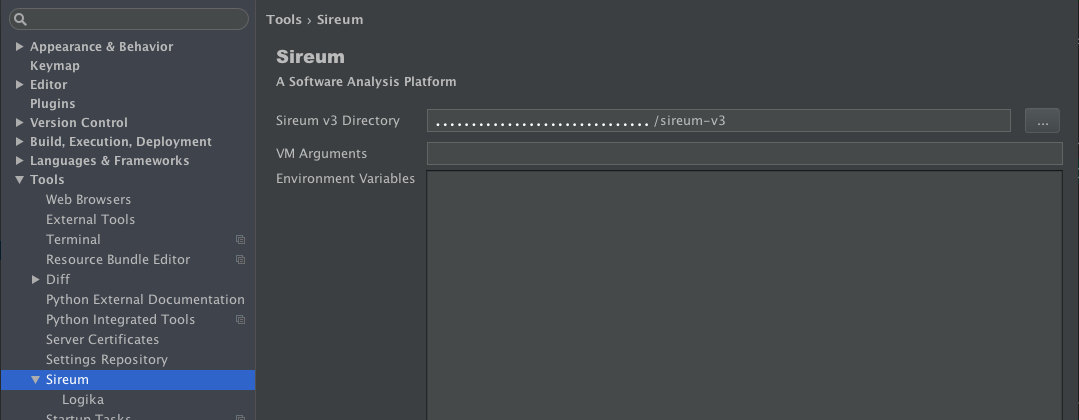 Appearance & Behavior
Keymap
Editor
Plugins
Version Control
Build, Execution, Deployment
Languages & Frameworks
Tools
Web Browsers
External Tools
Terminal
Resource Bundle Editor
Diff
Python External Documentation
Python Integrated Tools
Server Certificates
Settings Repository
Sireum
Logika
Startup Tasks
Tools › Sireum
Sireum
A Software Analysis Platform
Sireum v3 Directory
............................../sireum-v3
...
VM Arguments
Environment Variables